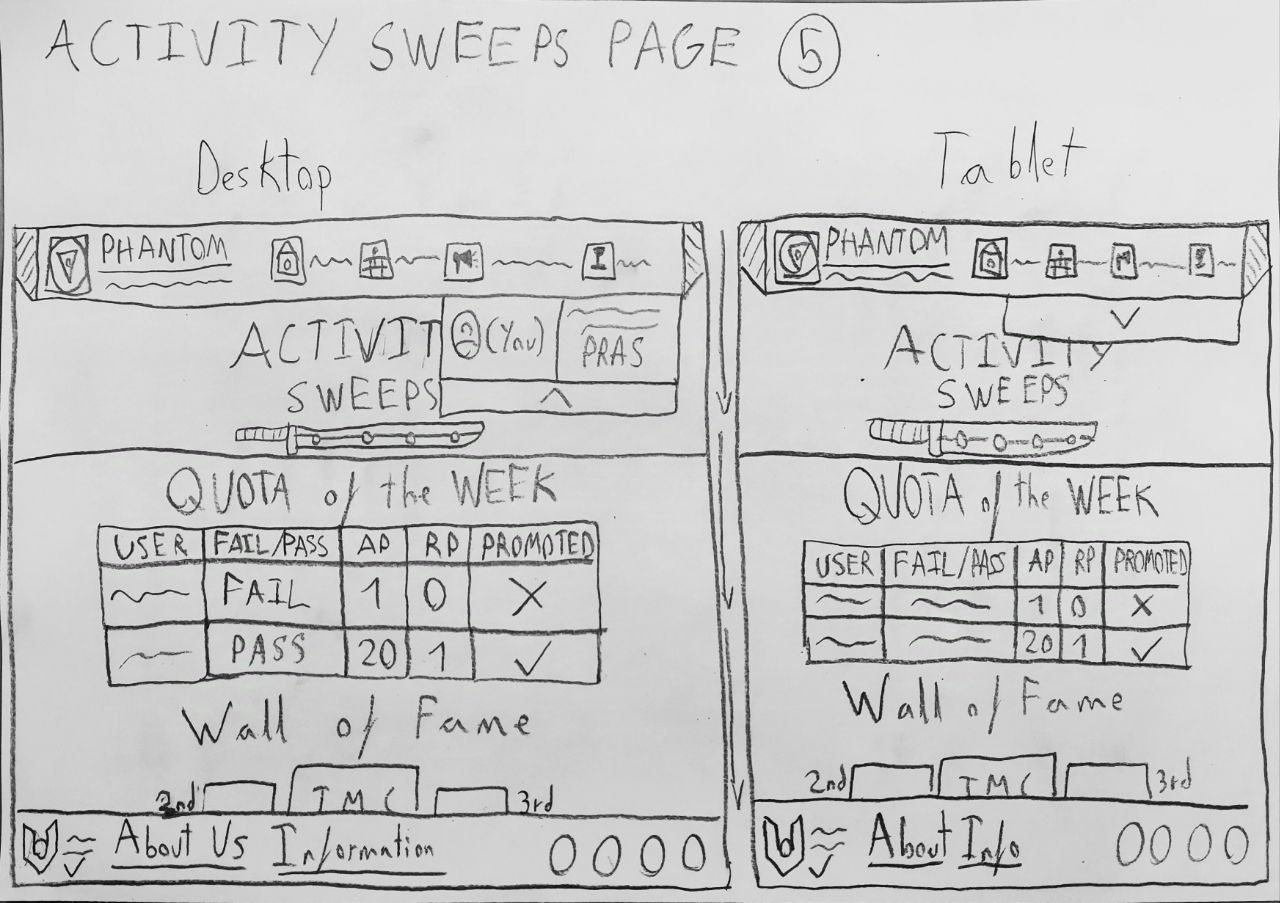 ACTIVITY SWEEPS PAGE 5
Desktop
PHANTOM
ACTIVIT
SWEEPS
(You)
PRAS
QUOTA of the WEEK
USER FAIL/PASS AP RP PROMOTED
FAIL 1 0 X
PASS 20 1 ✓
Wall of Fame
2nd TMC 3rd
About Us Information
Tablet
PHANTOM
ACTIVITY
SWEEPS
QUOTA of the WEEK
USER FAIL/PASS AP RP PROMOTED
1 0 X
20 1 ✓
Wall of Fame
2nd TMC 3rd
About Info